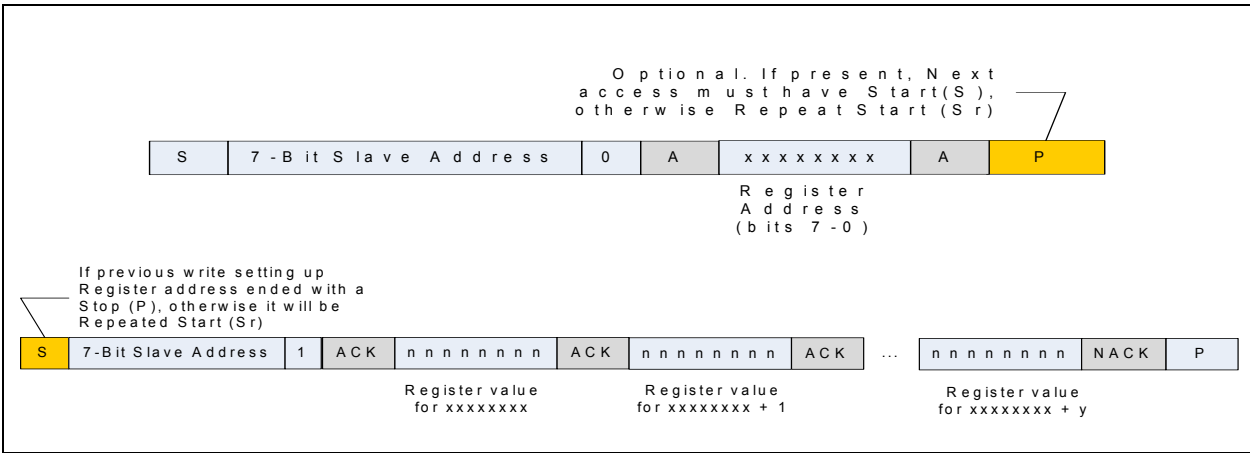 Optional. If present, Next
access must have Start(S),
otherwise Repeat Start (Sr)
S 7-Bit Slave Address 0 A xxxxxxxx A P
Register
Address
(bits 7-0)
If previous write setting up
Register address ended with a
Stop (P), otherwise it will be
Repeated Start (Sr)
S 7-Bit Slave Address 1 ACK nnnnnnnn ACK nnnnnnnn ACK ... nnnnnnnn NACK P
Register value
for xxxxxxxx
Register value
for xxxxxxxx + 1
Register value
for xxxxxxxx + y